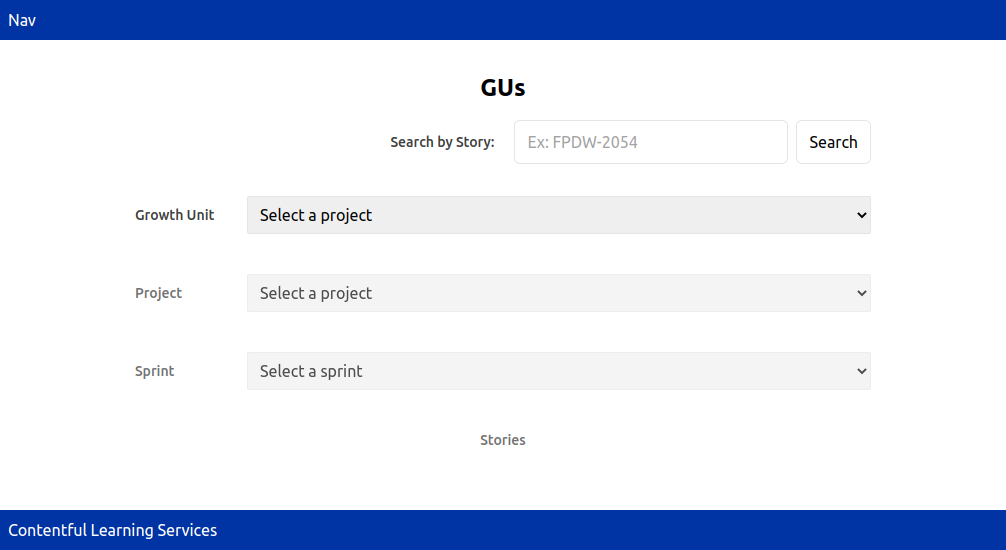 Nav
GUs
Search by Story: Ex: FPDW-2054 Search
Growth Unit Select a project
Project Select a project
Sprint Select a sprint
Stories
Contentful Learning Services